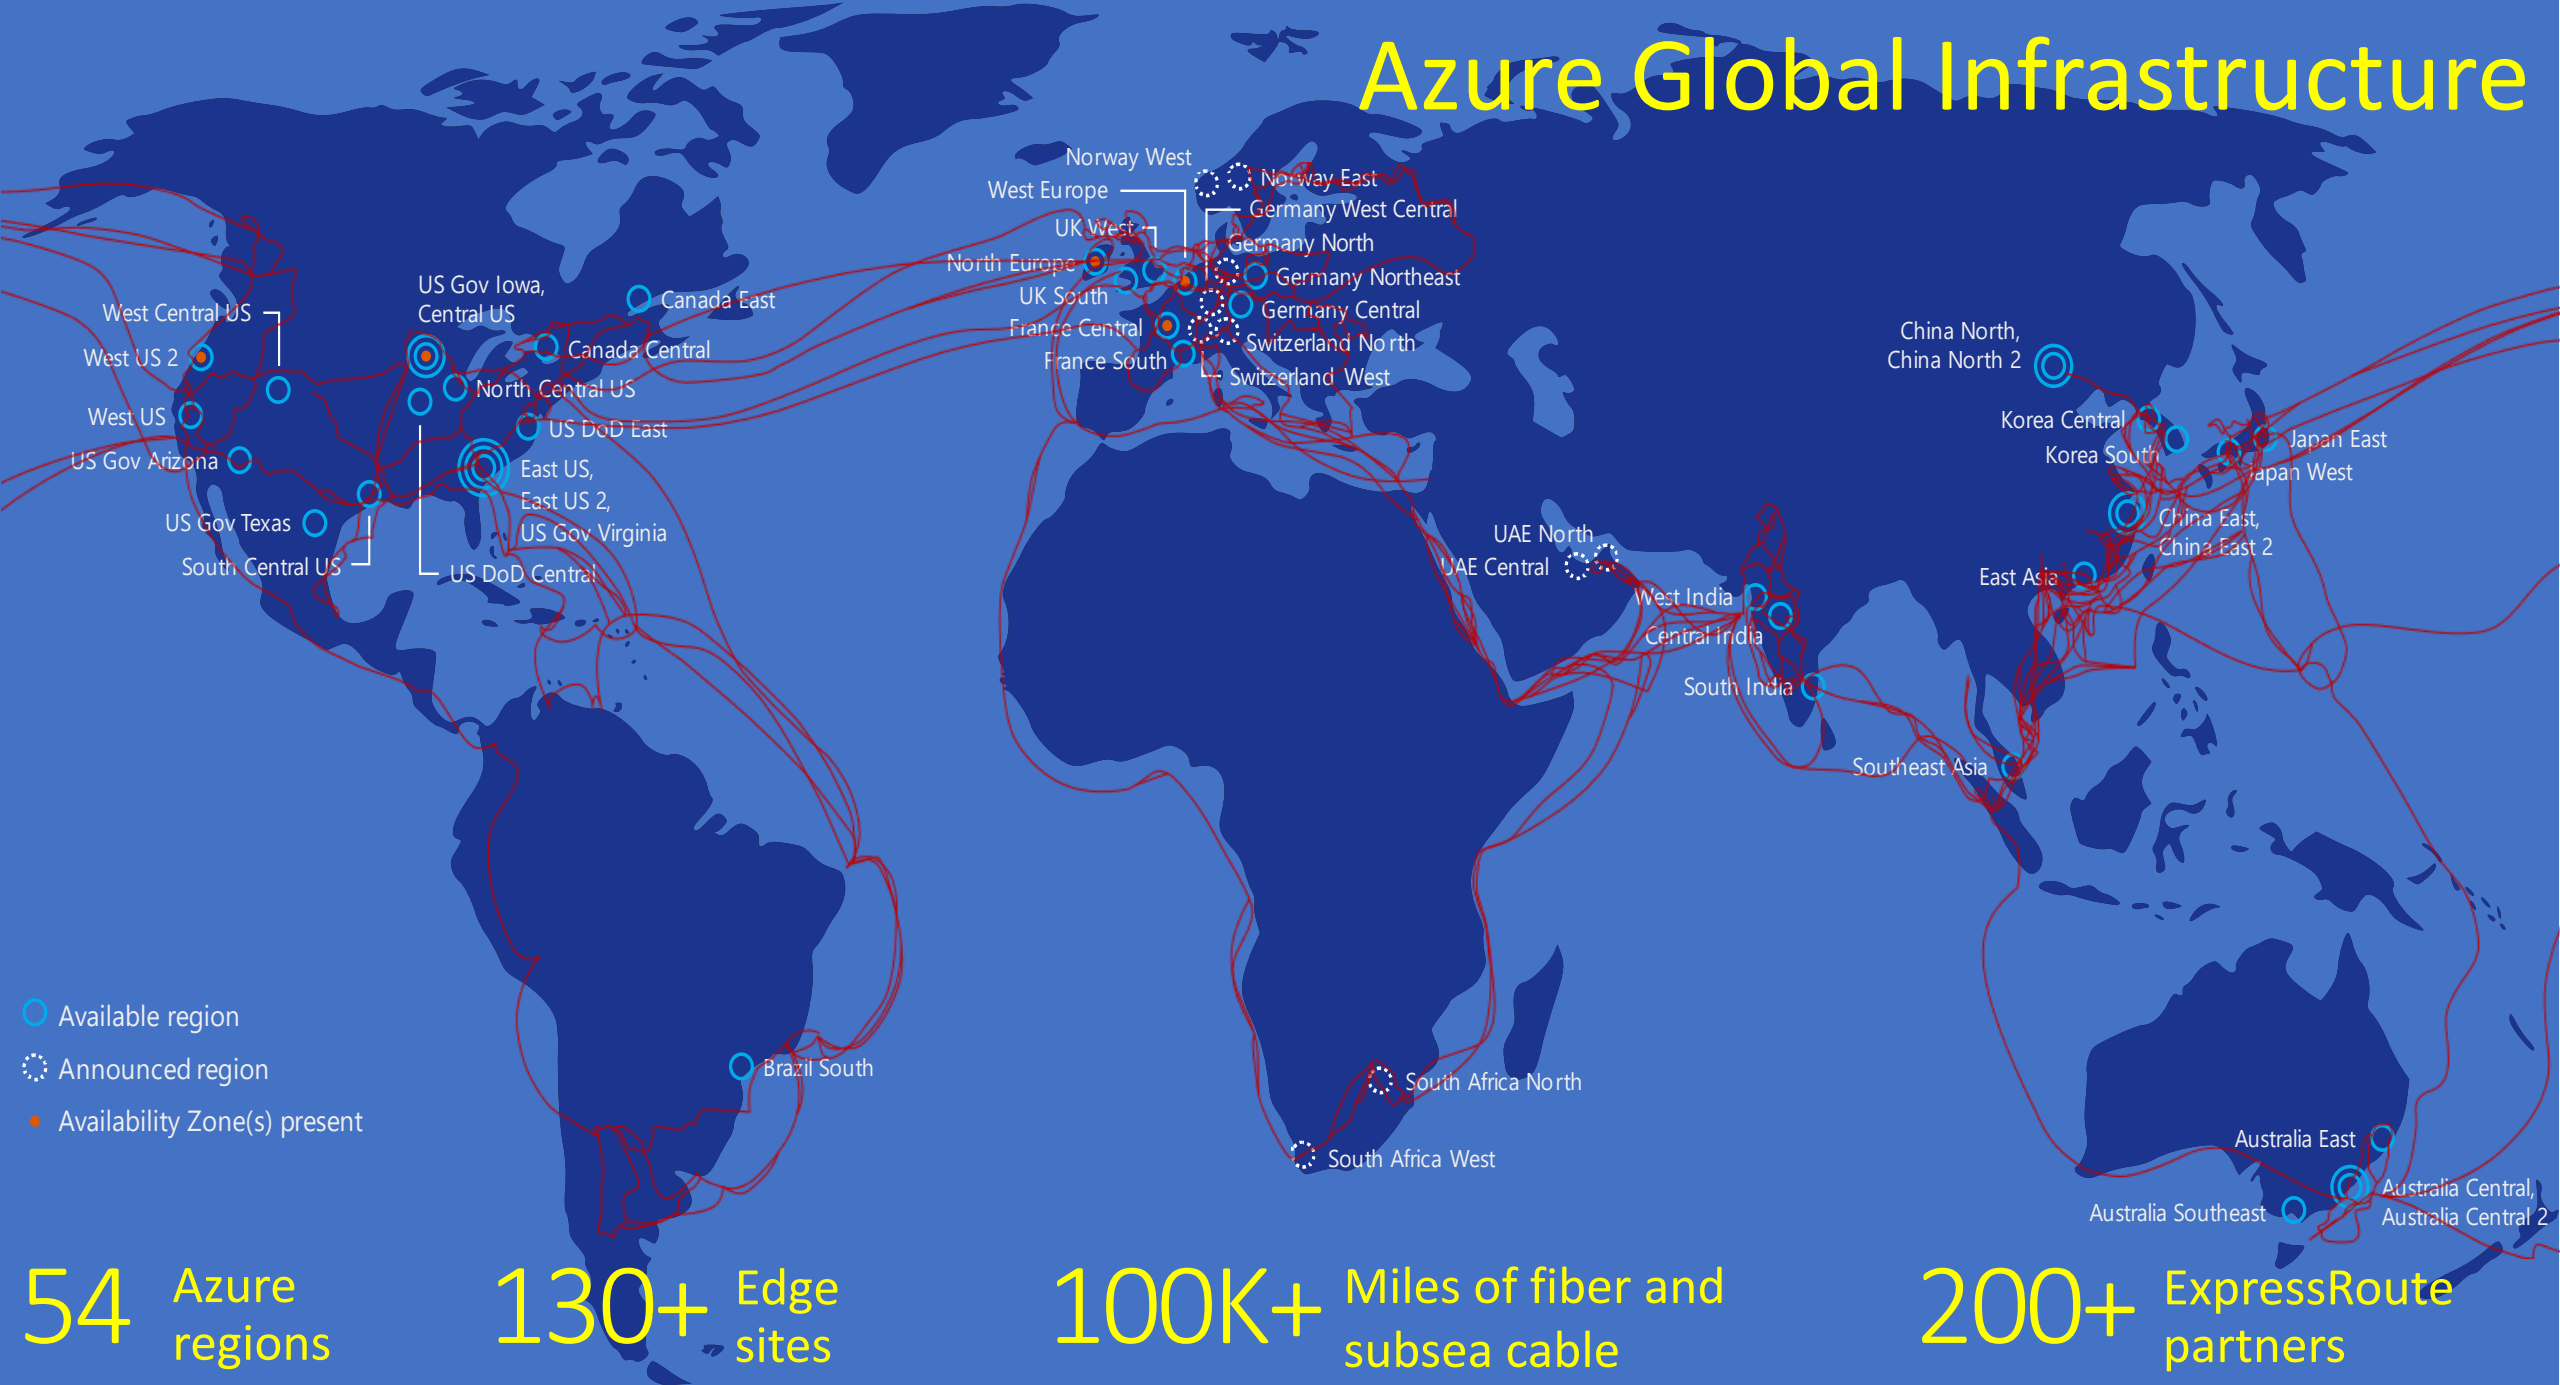 Azure Global Infrastructure
Norway West
West Europe
Norway East
Germany West Central
UK West
Germany North
North Europe
Germany Northeast
UK South
Germany Central
France Central
Switzerland North
France South
Switzerland West
US Gov Iowa,
Central US
Canada East
West Central US
West US 2
Canada Central
North Central US
West US
US DoD East
US Gov Arizona
East US,
East US 2,
US Gov Virginia
US Gov Texas
South Central US
US DoD Central
China North,
China North 2
Korea Central
Korea South
Japan East
Japan West
China East,
China East 2
UAE North
UAE Central
East Asia
West India
Central India
South India
Southeast Asia
Available region
Announced region
Availability Zone(s) present
Brazil South
South Africa North
South Africa West
Australia East
Australia Central,
Australia Central 2
Australia Southeast
54 Azure
regions
130+ Edge
sites
100K+ Miles of fiber and
subsea cable
200+ ExpressRoute
partners